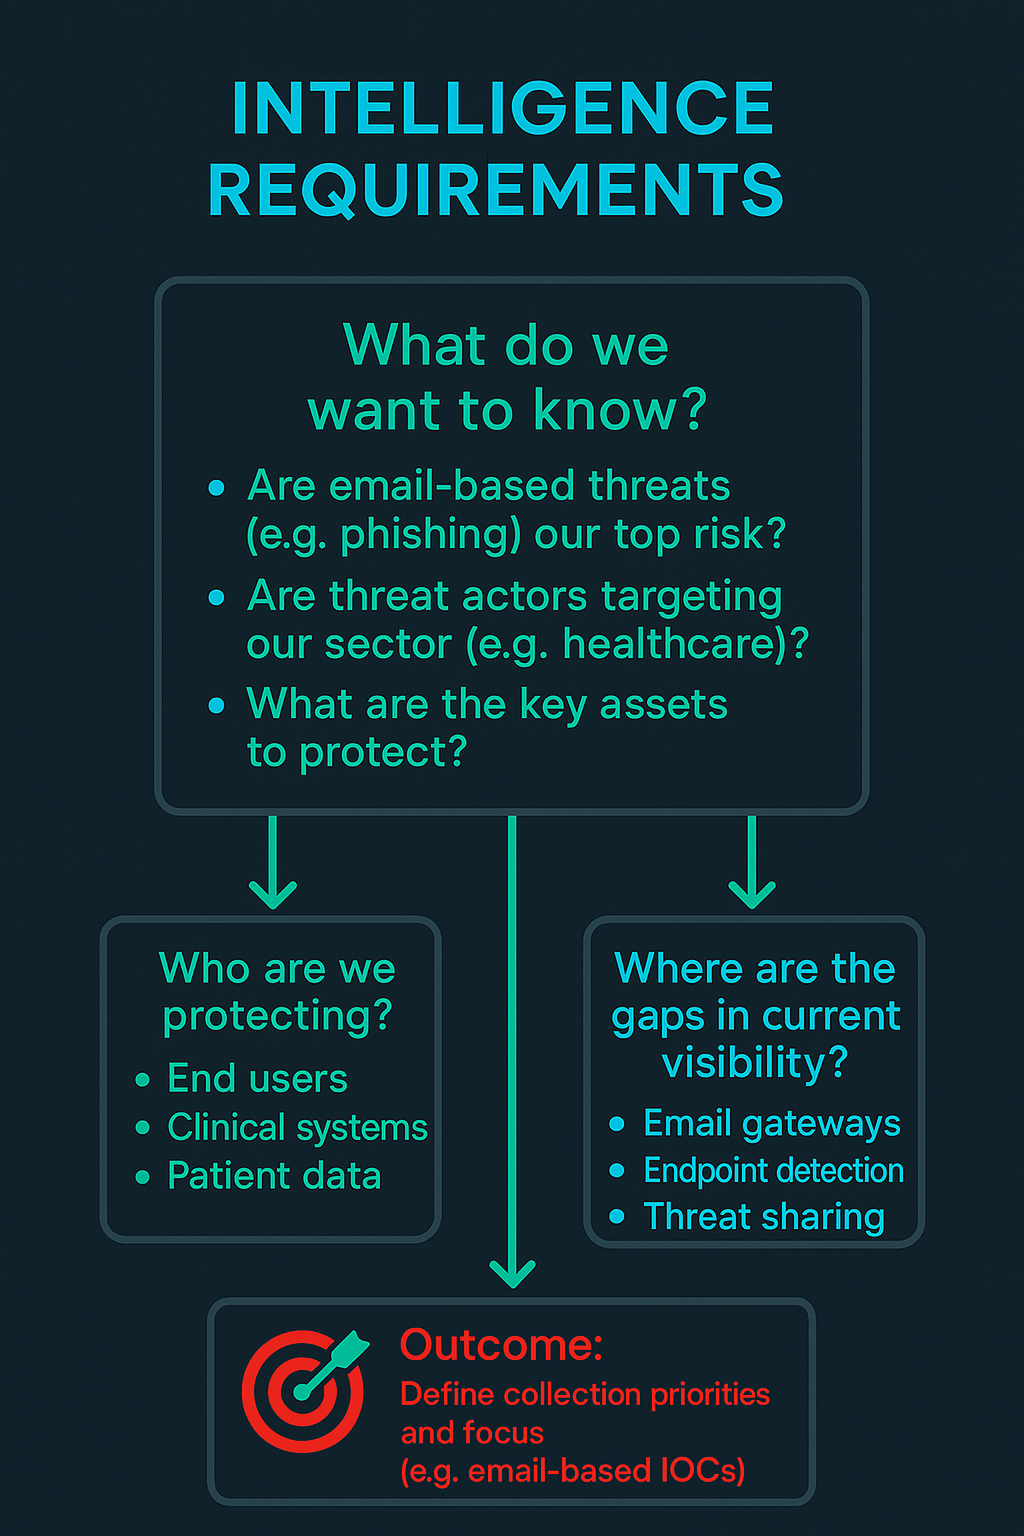 INTELLIGENCE
REQUIREMENTS
What do we
want to know?
• Are email-based threats
(e.g. phishing) our top risk?
• Are threat actors targeting
our sector (e.g. healthcare)?
• What are the key assets
to protect?
Who are we
protecting?
• End users
• Clinical systems
• Patient data
Where are the
gaps in current
visibility?
• Email gateways
• Endpoint detection
• Threat sharing
Outcome:
Define collection priorities
and focus
(e.g. email-based IOCs)